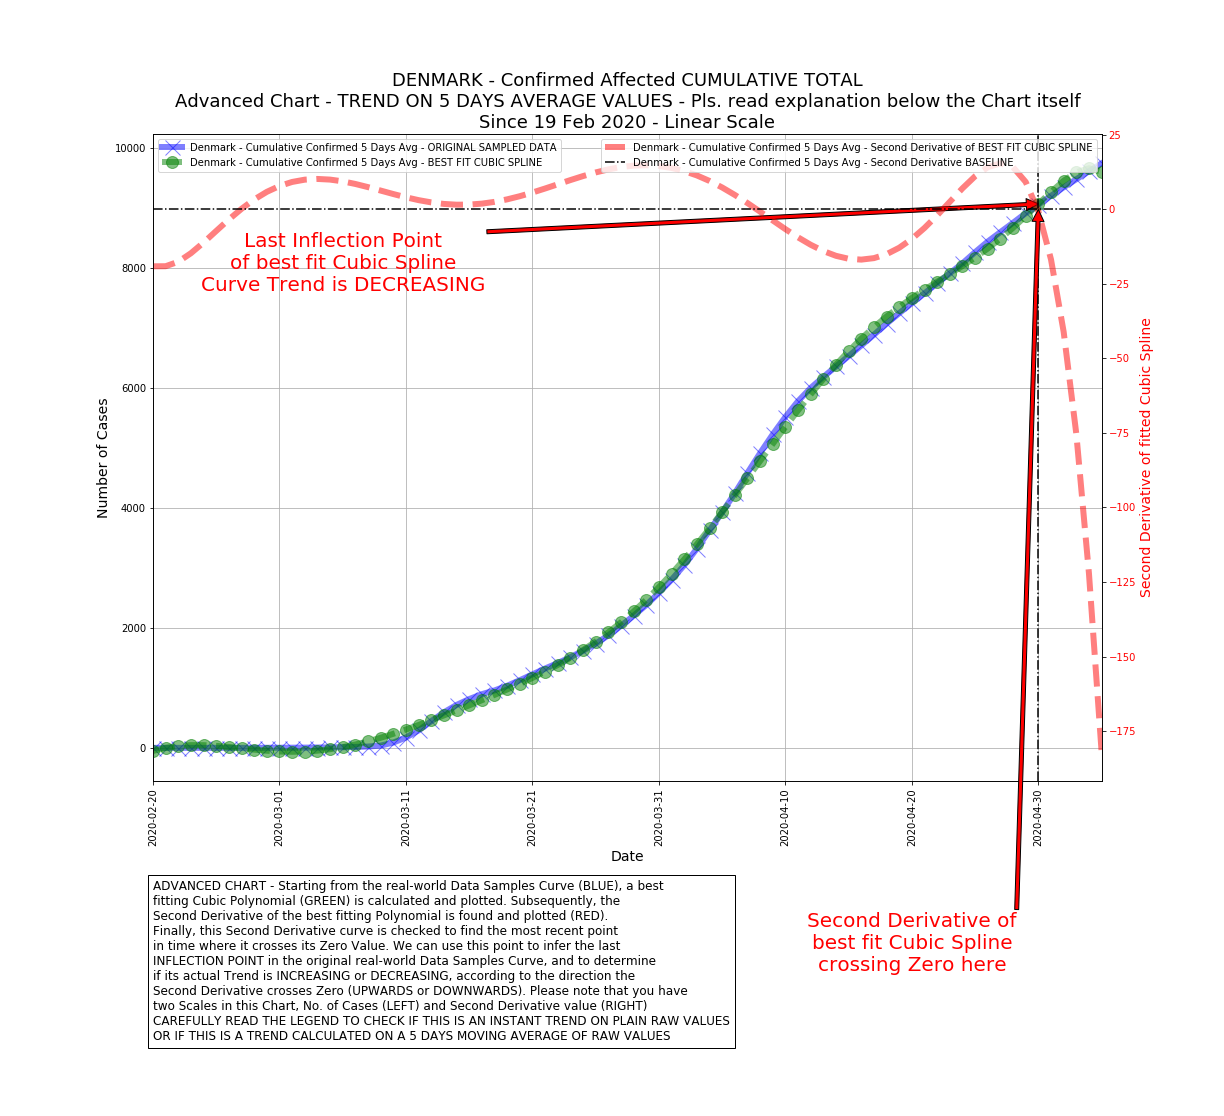 DENMARK - Confirmed Affected CUMULATIVE TOTAL
Advanced Chart - TREND ON 5 DAYS AVERAGE VALUES - Pls. read explanation below the Chart itself
Since 19 Feb 2020 - Linear Scale
Denmark - Cumulative Confirmed 5 Days Avg - ORIGINAL SAMPLED DATA
Denmark - Cumulative Confirmed 5 Days Avg - BEST FIT CUBIC SPLINE
Denmark - Cumulative Confirmed 5 Days Avg - Second Derivative of BEST FIT CUBIC SPLINE
Denmark - Cumulative Confirmed 5 Days Avg - Second Derivative BASELINE
Number of Cases
10000
8000
6000
4000
2000
0
Last Inflection Point
of best fit Cubic Spline
Curve Trend is DECREASING
25
0
−25
−50
−75
−100
−125
−150
−175
Second Derivative of fitted Cubic Spline
2020-02-20
2020-03-01
2020-03-11
2020-03-21
2020-03-31
2020-04-10
2020-04-20
2020-04-30
Date
ADVANCED CHART - Starting from the real-world Data Samples Curve (BLUE), a best
fitting Cubic Polynomial (GREEN) is calculated and plotted. Subsequently, the
Second Derivative of the best fitting Polynomial is found and plotted (RED).
Finally, this Second Derivative curve is checked to find the most recent point
in time where it crosses its Zero Value. We can use this point to infer the last
INFLECTION POINT in the original real-world Data Samples Curve, and to determine
if its actual Trend is INCREASING or DECREASING, according to the direction the
Second Derivative crosses Zero (UPWARDS or DOWNWARDS). Please note that you have
two Scales in this Chart, No. of Cases (LEFT) and Second Derivative value (RIGHT)
CAREFULLY READ THE LEGEND TO CHECK IF THIS IS AN INSTANT TREND ON PLAIN RAW VALUES
OR IF THIS IS A TREND CALCULATED ON A 5 DAYS MOVING AVERAGE OF RAW VALUES
Second Derivative of
best fit Cubic Spline
crossing Zero here